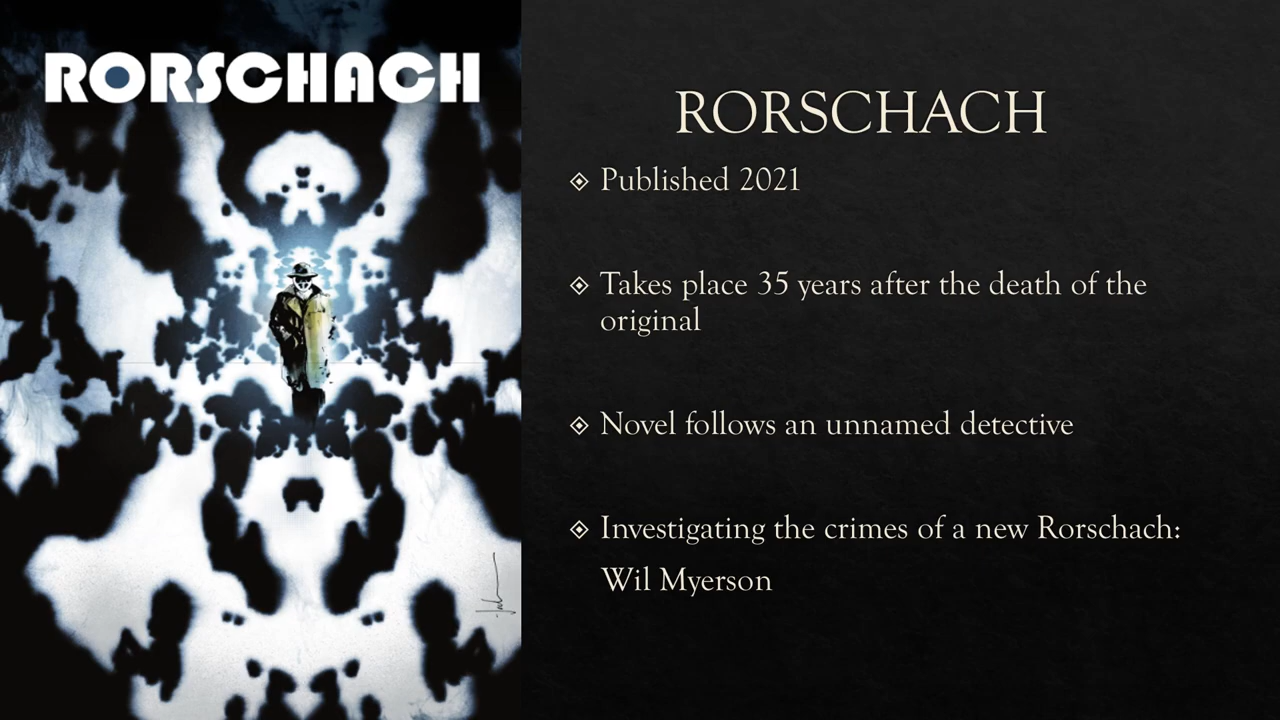 RORSCHACH
RORSCHACH
Published 2021
Takes place 35 years after the death of the
original
Novel follows an unnamed detective
Investigating the crimes of a new Rorschach:
Wil Myerson